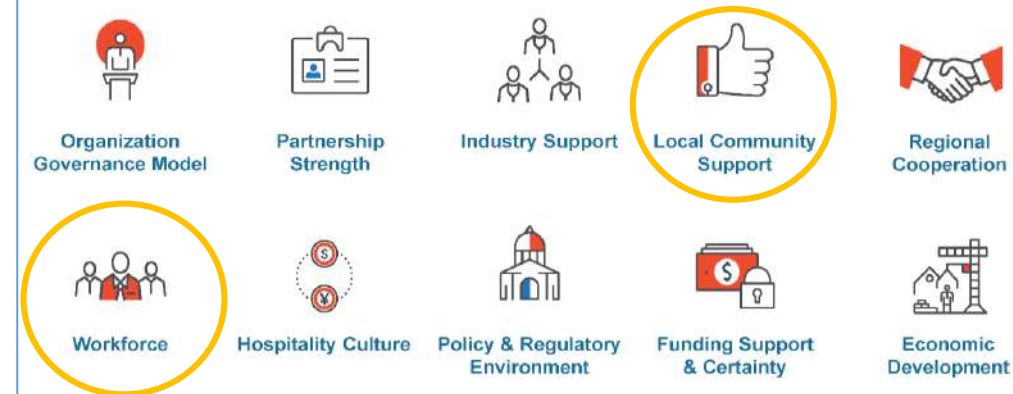 Organization
Governance Model
Partnership
Strength
Industry Support
Local Community
Support
Regional
Cooperation
$
¥
$
Workforce
Hospitality Culture
Policy & Regulatory
Environment
Funding Support
& Certainty
Economic
Development